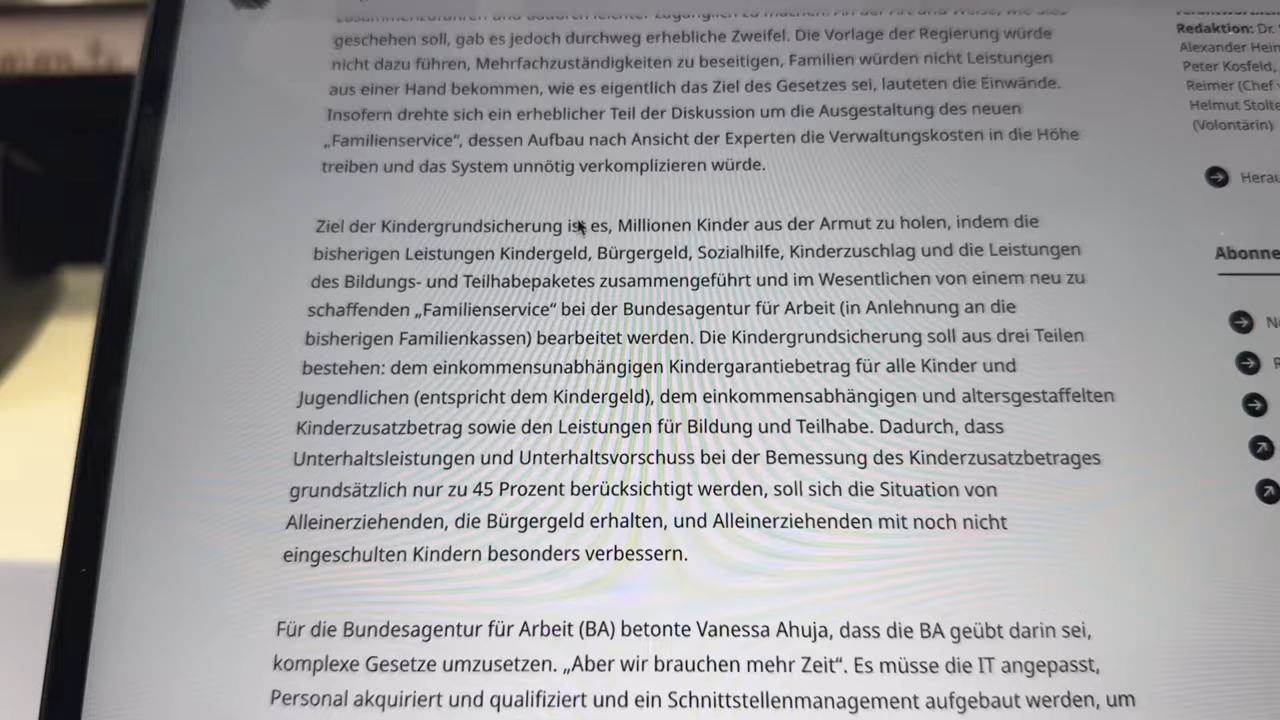 geschehen soll, gab es jedoch durchweg erhebliche Zweifel. Die Vorlage der Regierung würde
nicht dazu führen, Mehrfachzuständigkeiten zu beseitigen, Familien würden nicht Leistungen
aus einer Hand bekommen, wie es eigentlich das Ziel des Gesetzes sei, lauteten die Einwände.
Insofern drehte sich ein erheblicher Teil der Diskussion um die Ausgestaltung des neuen
„Familienservice“, dessen Aufbau nach Ansicht der Experten die Verwaltungskosten in die Höhe
treiben und das System unnötig verkomplizieren würde.
Ziel der Kindergrundsicherung ist es, Millionen Kinder aus der Armut zu holen, indem die
bisherigen Leistungen Kindergeld, Bürgergeld, Sozialhilfe, Kinderzuschlag und die Leistungen
des Bildungs- und Teilhabepaketes zusammengeführt und im Wesentlichen von einem neu zu
schaffenden „Familienservice“ bei der Bundesagentur für Arbeit (in Anlehnung an die
bisherigen Familienkassen) bearbeitet werden. Die Kindergrundsicherung soll aus drei Teilen
bestehen: dem einkommensunabhängigen Kindergarantiebetrag für alle Kinder und
Jugendlichen (entspricht dem Kindergeld), dem einkommensabhängigen und altersgestaffelten
Kinderzusatzbetrag sowie den Leistungen für Bildung und Teilhabe. Dadurch, dass
Unterhaltsleistungen und Unterhaltsvorschuss bei der Bemessung des Kinderzusatzbetrages
grundsätzlich nur zu 45 Prozent berücksichtigt werden, soll sich die Situation von
Alleinerziehenden, die Bürgergeld erhalten, und Alleinerziehenden mit noch nicht
eingeschulten Kindern besonders verbessern.
Für die Bundesagentur für Arbeit (BA) betonte Vanessa Ahuja, dass die BA geübt darin sei,
komplexe Gesetze umzusetzen. „Aber wir brauchen mehr Zeit“. Es müsse die IT angepasst,
Personal akquiriert und qualifiziert und ein Schnittstellenmanagement aufgebaut werden, um
Redaktion: Dr.
Alexander Hein
Peter Kosfeld,
Reimer (Chef
Helmut Stolte
(Volontärin)
Herau
Abonne